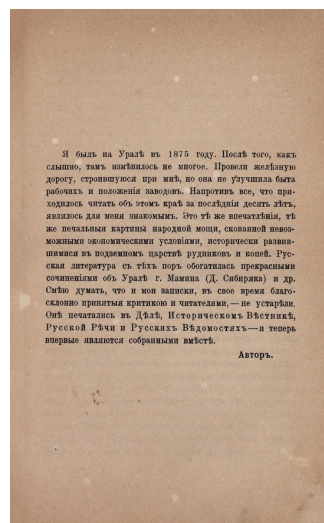 Я былъ на Уралѣ въ 1875 году. Послѣ того, какъ
слышно, тамъ измѣнилось не многое. Провели желѣзную
дорогу, строившуюся при мнѣ, но она не улучшила быта
рабочихъ и положенія заводовъ. Напротивъ все, что при-
ходилось читать объ этомъ краѣ за послѣднія десять лѣтъ,
являлось для меня знакомымъ. Это тѣ же впечатлѣнія, тѣ
же печальныя картины народной мощи, скованной невоз-
можными экономическими условіями, исторически развив-
шимися въ подземномъ царствѣ рудниковъ и копей. Рус-
ская литература съ тѣхъ поръ обогатилась прекрасными
сочиненіями объ Уралѣ г. Мамина (Д. Сибиряка) и др.
Смѣю думать, что и мои записки, въ свое время благо-
склонно принятыя критикою и читателями, — не устарѣли.
Онѣ печатались въ Дѣлѣ, Историческомъ Вѣстникѣ,
Русской Рѣчи и Русскихъ Вѣдомостяхъ — и теперь
впервые являются собранными вмѣстѣ.
Авторъ.